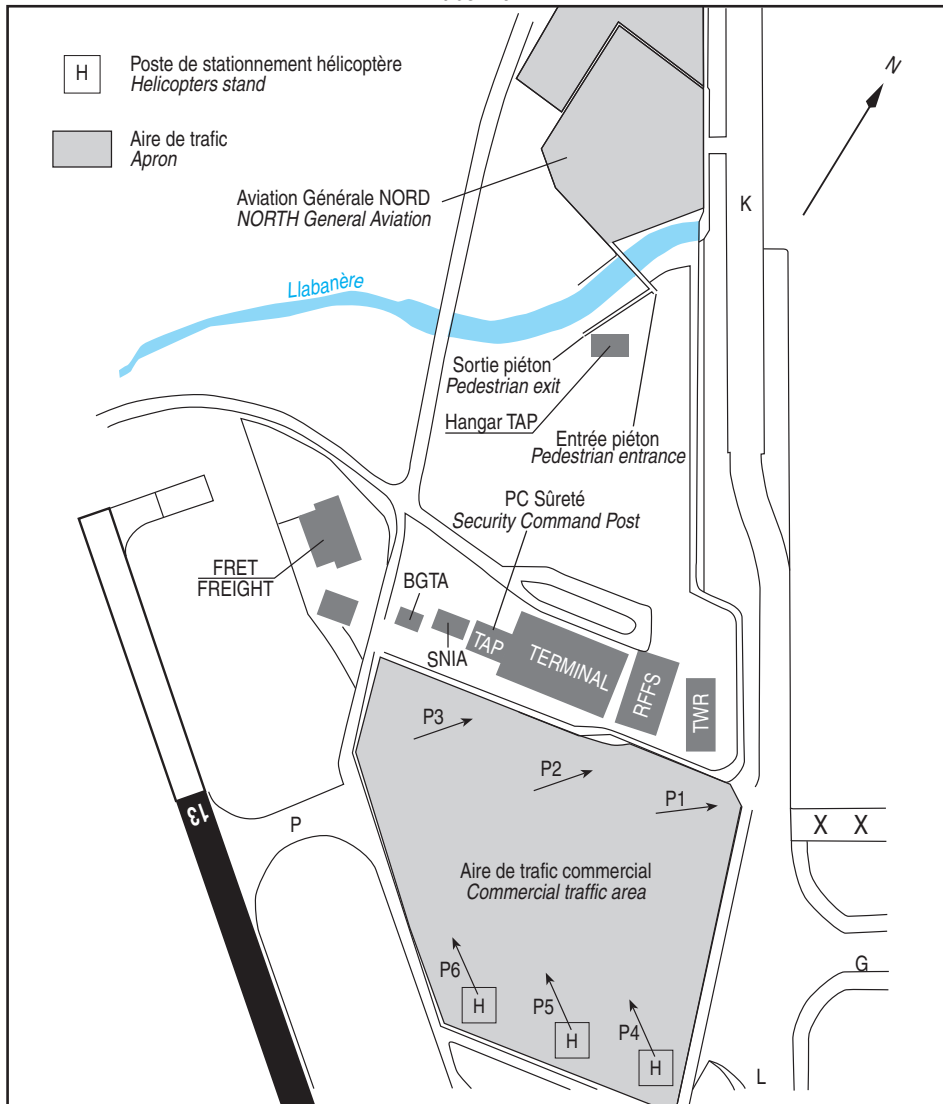 H
Poste de stationnement hélicoptère
Helicopters stand
Aire de trafic
Apron
N
Aviation Générale NORD
NORTH General Aviation
K
Llabanère
Sortie piéton
Pedestrian exit
Hangar TAP
Entrée piéton
Pedestrian entrance
PC Sûreté
Security Command Post
FRET
FREIGHT
BGTA
SNIA
TAP
TERMINAL
RFFS
TWR
P3
P2
P1
13
P
X X
Aire de trafic commercial
Commercial traffic area
G
P6
H
P5
H
P4
H
L